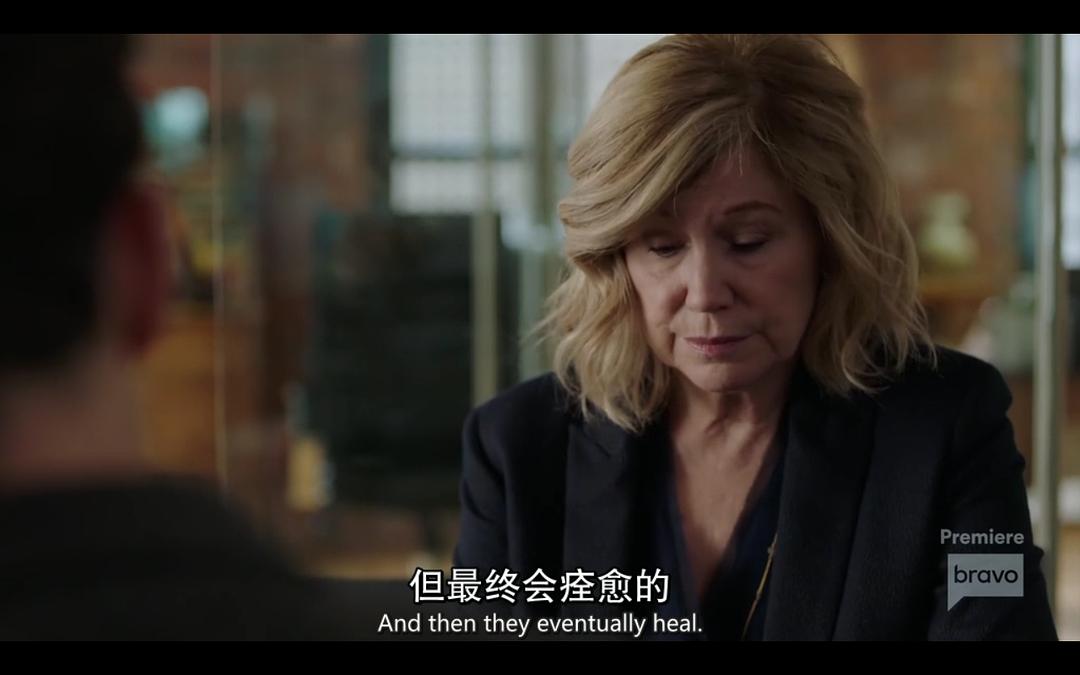 Premiere
bravo
但最终会痊愈的
And then they eventually heal.